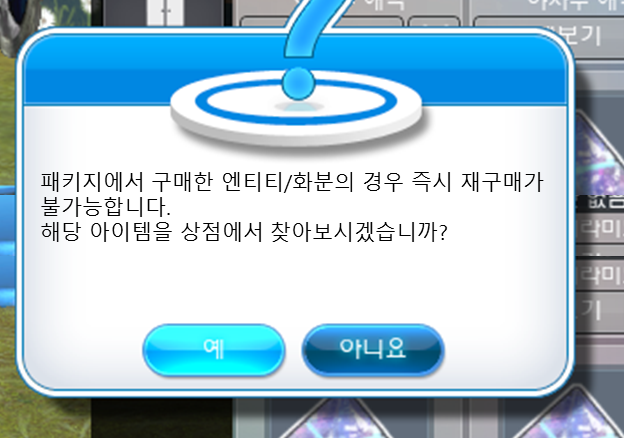 보기
패키지에서 구매한 엔티티/화분의 경우 즉시 재구매가
불가능합니다.
해당 아이템을 상점에서 찾아보시겠습니까?
예
아니요